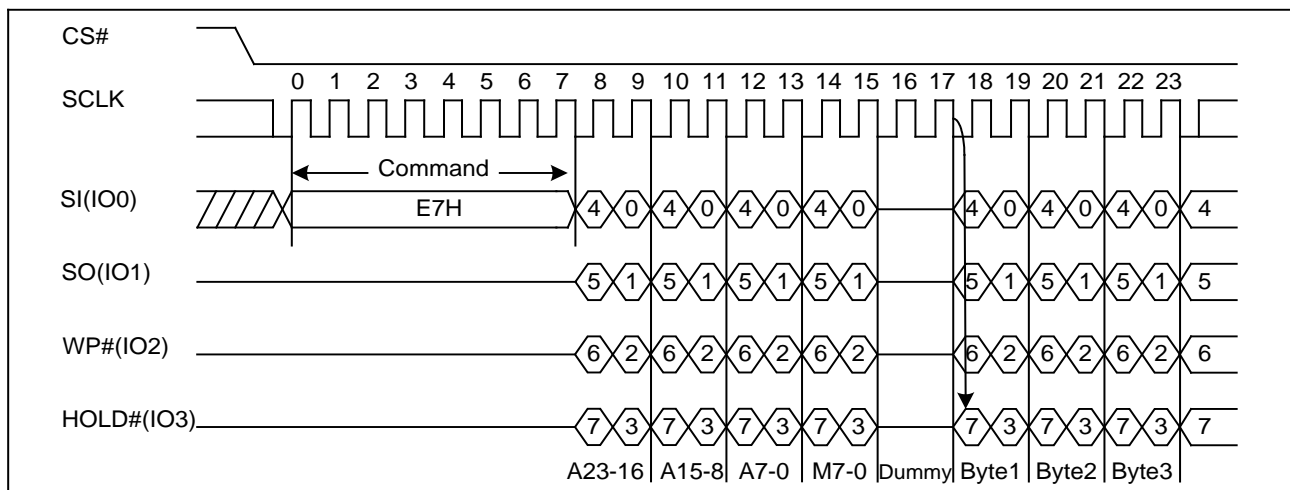 CS#
0 1 2 3 4 5 6 7 8 9 10 11 12 13 14 15 16 17 18 19 20 21 22 23
SCLK
Command
SI(IO0)
E7H 4 0 4 0 4 0 4 0 4 0 4 0 4 0 4
SO(IO1) 5 1 5 1 5 1 5 1 5 1 5 1 5 1 5
WP#(IO2) 6 2 6 2 6 2 6 2 6 2 6 2 6 2 6
HOLD#(IO3) 7 3 7 3 7 3 7 3 7 3 7 3 7 3 7
A23-16 A15-8 A7-0 M7-0 Dummy Byte1 Byte2 Byte3